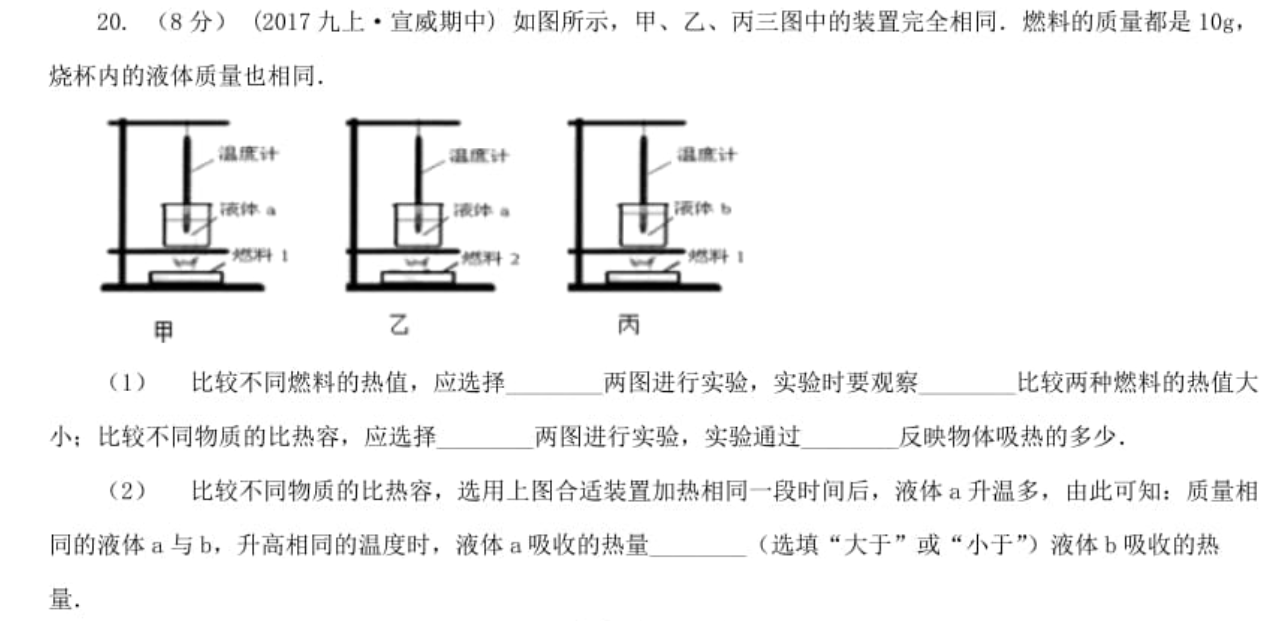 20. （8 分） (2017 九上·宣威期中) 如图所示，甲、乙、丙三图中的装置完全相同．燃料的质量都是 10g，
烧杯内的液体质量也相同．
温度计 温度计 温度计
液体 a 液体 a 液体 b
燃料 1 燃料 2 燃料 1
甲 乙 丙
（1） 比较不同燃料的热值，应选择________两图进行实验，实验时要观察________比较两种燃料的热值大
小；比较不同物质的比热容，应选择________两图进行实验，实验通过________反映物体吸热的多少．
（2） 比较不同物质的比热容，选用上图合适装置加热相同一段时间后，液体 a 升温多，由此可知：质量相
同的液体 a 与 b，升高相同的温度时，液体 a 吸收的热量________（选填“大于”或“小于”）液体 b 吸收的热
量．